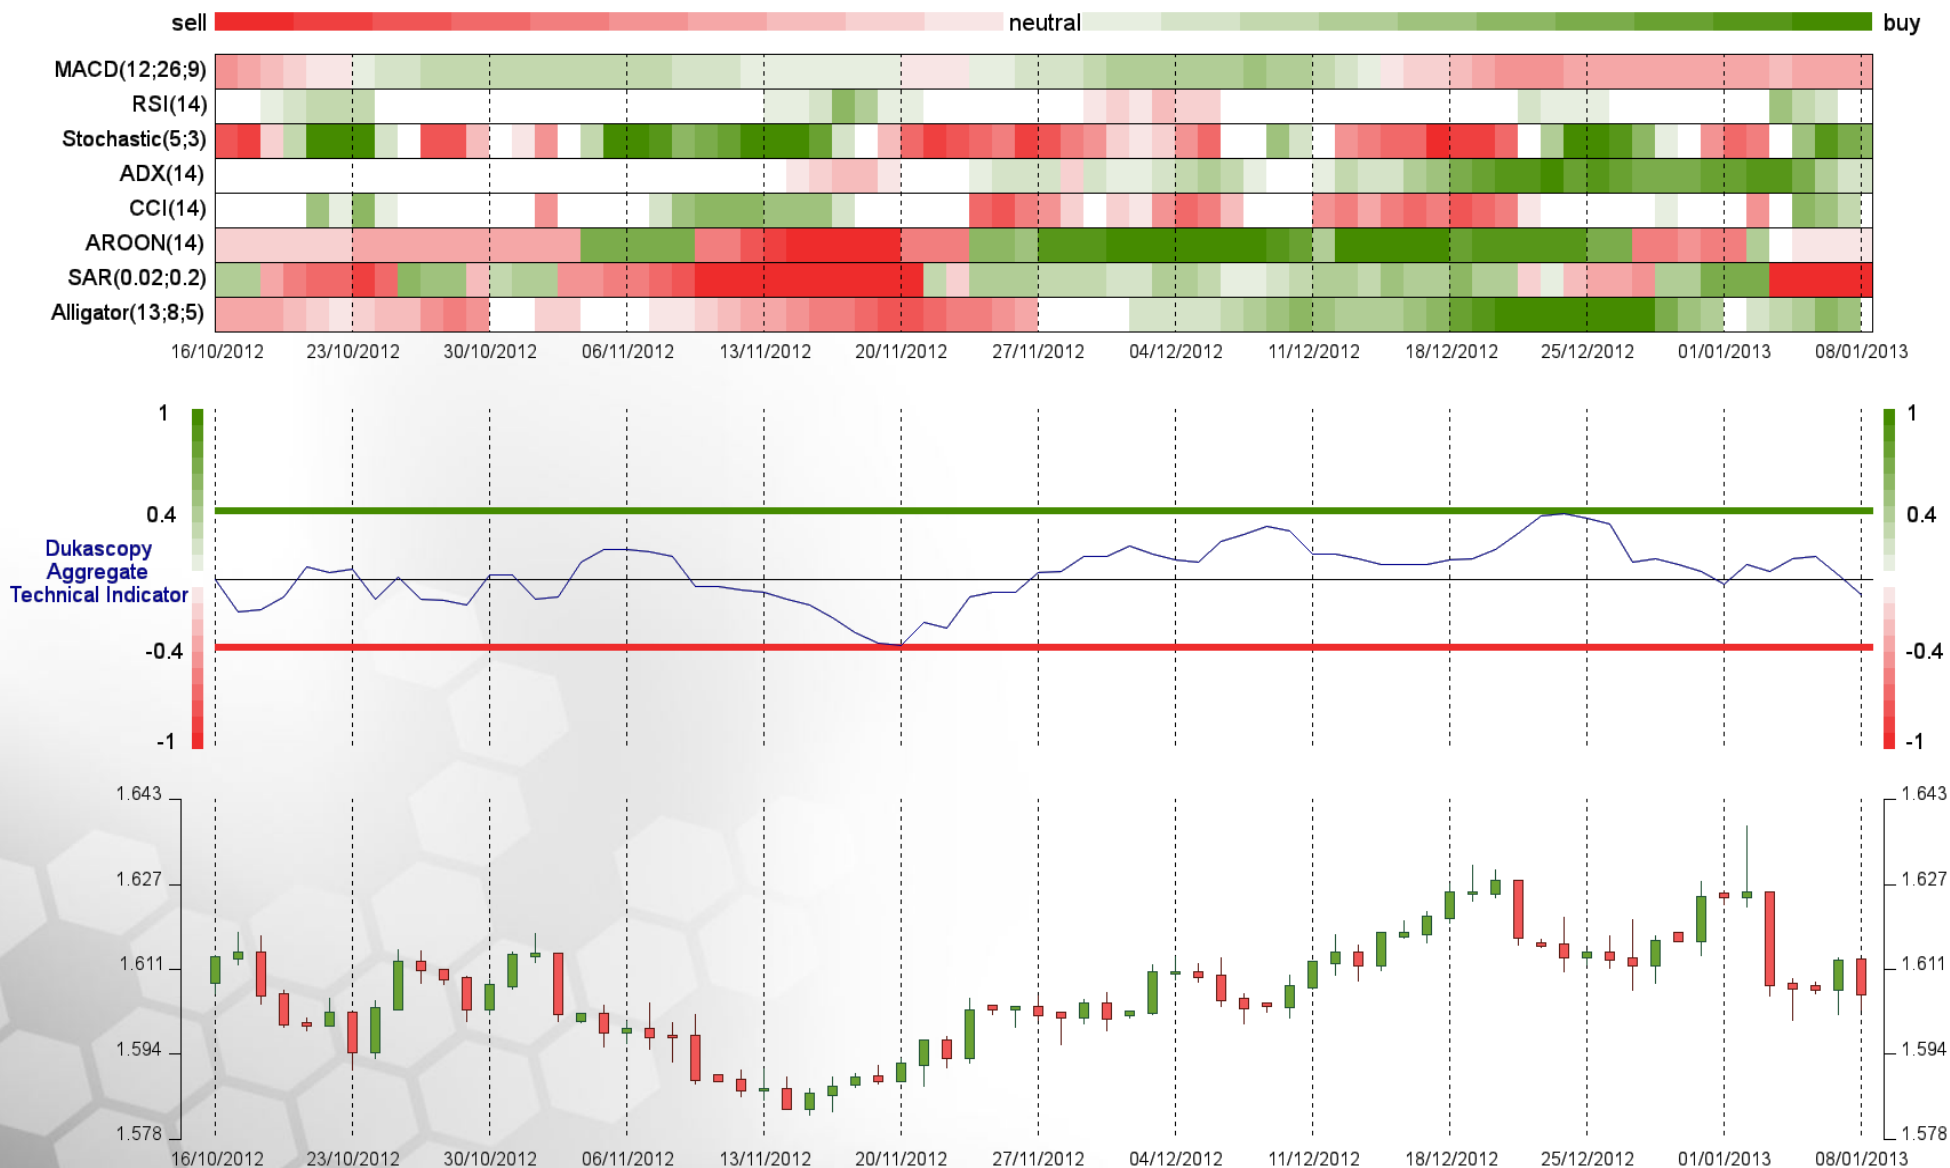 sell neutral buy
MACD(12;26;9)
RSI(14)
Stochastic(5;3)
ADX(14)
CCI(14)
AROON(14)
SAR(0.02;0.2)
Alligator(13;8;5)
16/10/2012 23/10/2012 30/10/2012 06/11/2012 13/11/2012 20/11/2012 27/11/2012 04/12/2012 11/12/2012 18/12/2012 25/12/2012 01/01/2013 08/01/2013
1 1
0.4 0.4
Dukascopy
Aggregate
Technical Indicator
-0.4 -0.4
-1 -1
1.643 1.643
1.627 1.627
1.611 1.611
1.594 1.594
1.578 1.578
16/10/2012 23/10/2012 30/10/2012 06/11/2012 13/11/2012 20/11/2012 27/11/2012 04/12/2012 11/12/2012 18/12/2012 25/12/2012 01/01/2013 08/01/2013